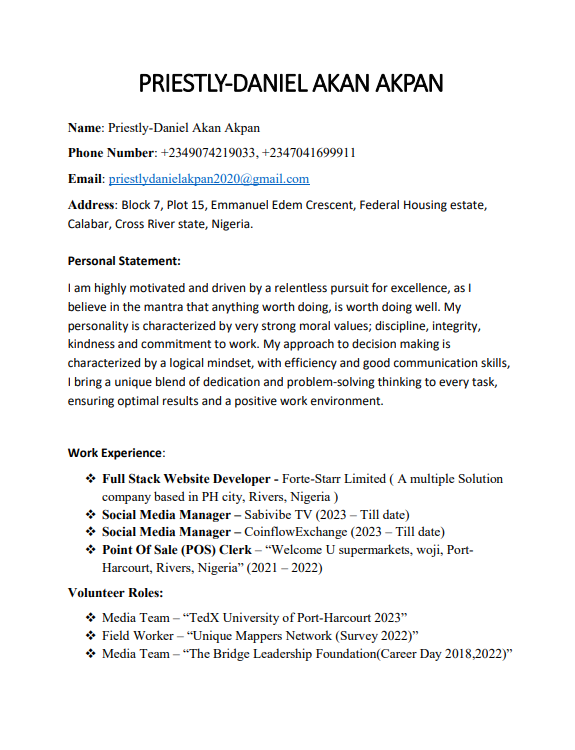 PRIESTLY-DANIEL AKAN AKPAN
Name: Priestly-Daniel Akan Akpan
Phone Number: +2349074219033, +2347041699911
Email: priestlydanielakpan2020@gmail.com
Address: Block 7, Plot 15, Emmanuel Edem Crescent, Federal Housing estate,
Calabar, Cross River state, Nigeria.
Personal Statement:
I am highly motivated and driven by a relentless pursuit for excellence, as I
believe in the mantra that anything worth doing, is worth doing well. My
personality is characterized by very strong moral values; discipline, integrity,
kindness and commitment to work. My approach to decision making is
characterized by a logical mindset, with efficiency and good communication skills,
I bring a unique blend of dedication and problem-solving thinking to every task,
ensuring optimal results and a positive work environment.
Work Experience:
❖ Full Stack Website Developer - Forte-Starr Limited ( A multiple Solution
company based in PH city, Rivers, Nigeria )
❖ Social Media Manager – Sabivibe TV (2023 – Till date)
❖ Social Media Manager – CoinflowExchange (2023 – Till date)
❖ Point Of Sale (POS) Clerk – “Welcome U supermarkets, woji, Port-
Harcourt, Rivers, Nigeria” (2021 – 2022)
Volunteer Roles:
❖ Media Team – “TedX University of Port-Harcourt 2023”
❖ Field Worker – “Unique Mappers Network (Survey 2022)”
❖ Media Team – “The Bridge Leadership Foundation(Career Day 2018,2022)”